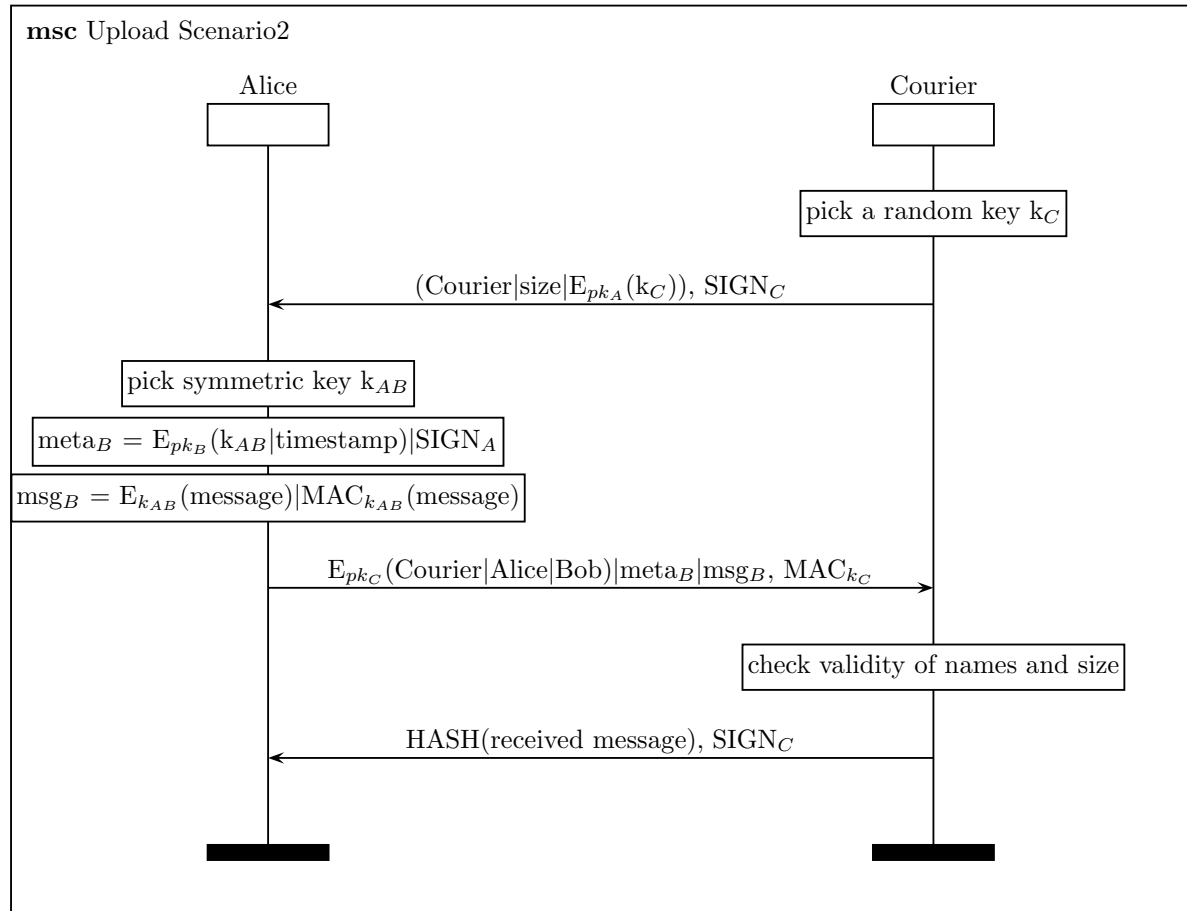 msc Upload Scenario2
Alice
Courier
pick a random key k_C
(Courier|size|E_{pk_A}(k_C)), SIGN_C
pick symmetric key k_{AB}
meta_B = E_{pk_B}(k_{AB}|timestamp)|SIGN_A
msg_B = E_{k_{AB}}(message)|MAC_{k_{AB}}(message)
E_{pk_C}(Courier|Alice|Bob)|meta_B|msg_B, MAC_{k_C}
check validity of names and size
HASH(received message), SIGN_C